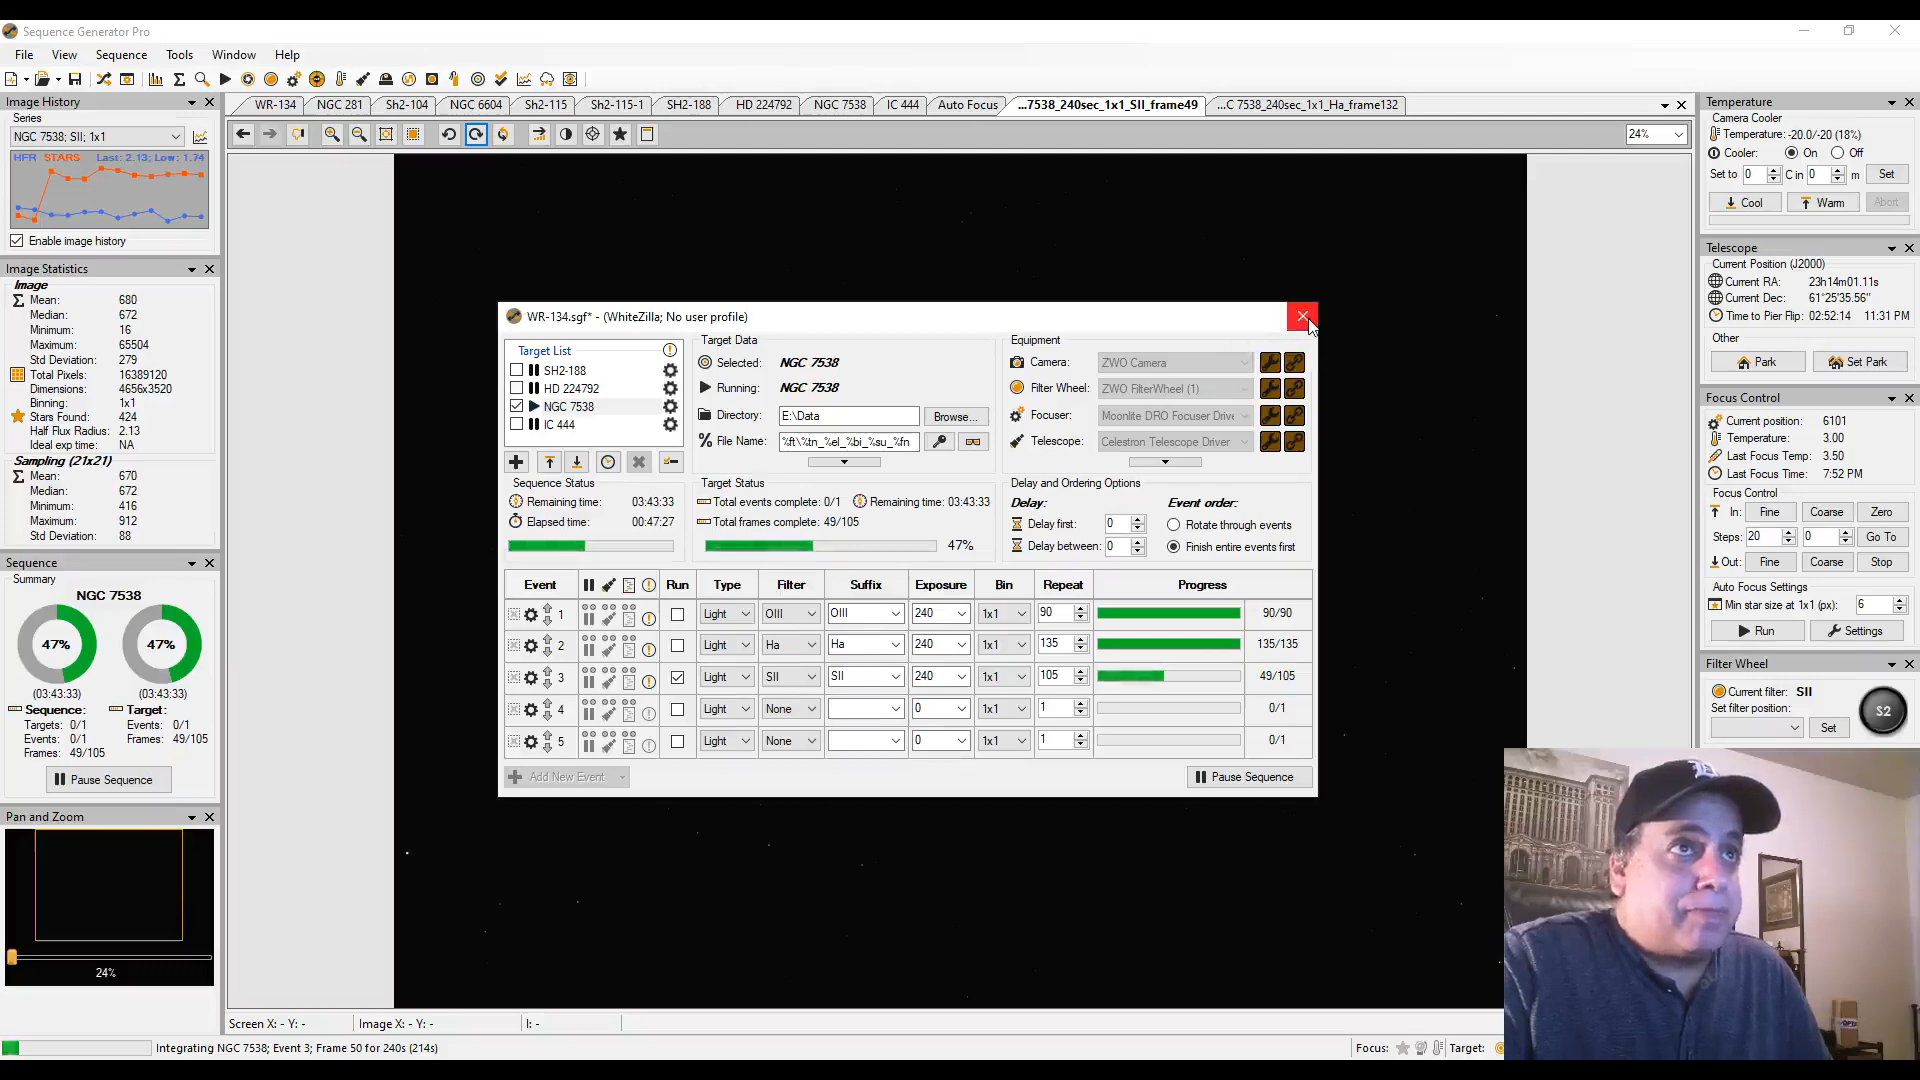 Sequence Generator Pro
File View Sequence Tools Window Help
Image History
Series
NGC 7538; SII; 1x1
HFR STARS Last: 2.13; Low: 1.74
Enable image history
Image Statistics
Image
Mean: 680
Median: 672
Minimum: 16
Maximum: 65504
Std Deviation: 279
Total Pixels: 16389120
Dimensions: 4656x3520
Binning: 1x1
Stars Found: 424
Half Flux Radius: 2.13
Ideal exp time: NA
Sampling (21x21)
Mean: 670
Median: 672
Minimum: 416
Maximum: 912
Std Deviation: 88
Sequence
Summary
NGC 7538
47% 47%
(03:43:33) (03:43:33)
Sequence: Target:
Targets: 0/1 Events: 0/1
Events: 0/1 Frames: 49/105
Frames: 49/105
Pause Sequence
Pan and Zoom
24%
WR-134 NGC 281 Sh2-104 NGC 6604 Sh2-115 Sh2-115-1 SH2-188 HD 224792 NGC 7538 IC 444 Auto Focus ...7538_240sec_1x1_SII_frame49 ...C 7538_240sec_1x1_Ha_frame132
24%
WR-134.sgf* - (WhiteZilla; No user profile)
Target List
SH2-188
HD 224792
NGC 7538
IC 444
Target Data
Selected: NGC 7538
Running: NGC 7538
Directory: E:\Data Browse...
File Name: %ft\%tn_%el_%bi_%su_%fn
Equipment
Camera: ZWO Camera
Filter Wheel: ZWO FilterWheel (1)
Focuser: Moonlite DRO Focuser Drive
Telescope: Celestron Telescope Driver
Sequence Status
Remaining time: 03:43:33
Elapsed time: 00:47:27
Target Status
Total events complete: 0/1 Remaining time: 03:43:33
Total frames complete: 49/105
47%
Delay and Ordering Options
Delay: Event order:
Delay first: 0 Rotate through events
Delay between: 0 Finish entire events first
Event Run Type Filter Suffix Exposure Bin Repeat Progress
1 Light OIII OIII 240 1x1 90 90/90
2 Light Ha Ha 240 1x1 135 135/135
3 Light SII SII 240 1x1 105 49/105
4 Light None 0 1x1 1 0/1
5 Light None 0 1x1 1 0/1
Add New Event Pause Sequence
Temperature
Camera Cooler
Temperature: -20.0/-20 (18%)
Cooler: On Off
Set to 0 C in 0 m Set
Cool Warm Abort
Telescope
Current Position (J2000)
Current RA: 23h14m01.11s
Current Dec: 61°25'35.56"
Time to Pier Flip: 02:52:14 11:31 PM
Other
Park Set Park
Focus Control
Current position: 6101
Temperature: 3.00
Last Focus Temp: 3.50
Last Focus Time: 7:52 PM
Focus Control
In: Fine Coarse Zero
Steps: 20 0 Go To
Out: Fine Coarse Stop
Auto Focus Settings
Min star size at 1x1 (px): 6
Run Settings
Filter Wheel
Current filter: SII
Set filter position:
Set
S2
Screen X: - Y: - Image X: - Y: - I: -
Integrating NGC 7538; Event 3; Frame 50 for 240s (214s)
Focus: Target: